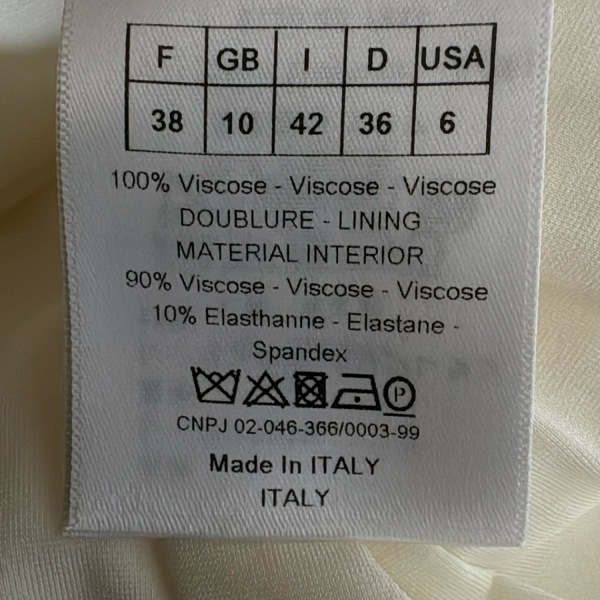 F GB I D USA
38 10 42 36 6
100% Viscose - Viscose - Viscose
DOUBLURE - LINING
MATERIAL INTERIOR
90% Viscose - Viscose - Viscose
10% Elasthanne - Elastane -
Spandex
P
CNPJ 02-046-366/0003-99
Made In ITALY
ITALY